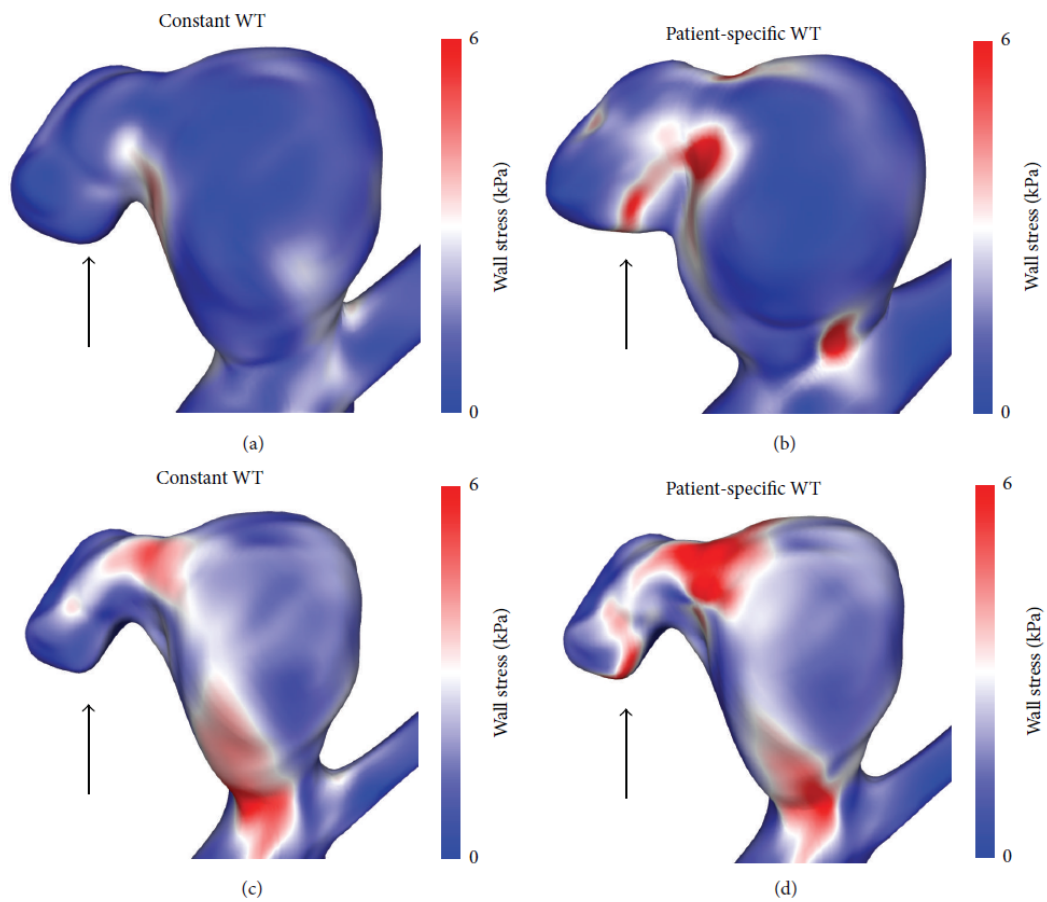 Constant WT
6
Wall stress (kPa)
0
(a)
Patient-specific WT
6
Wall stress (kPa)
0
(b)
Constant WT
6
Wall stress (kPa)
0
(c)
Patient-specific WT
6
Wall stress (kPa)
0
(d)